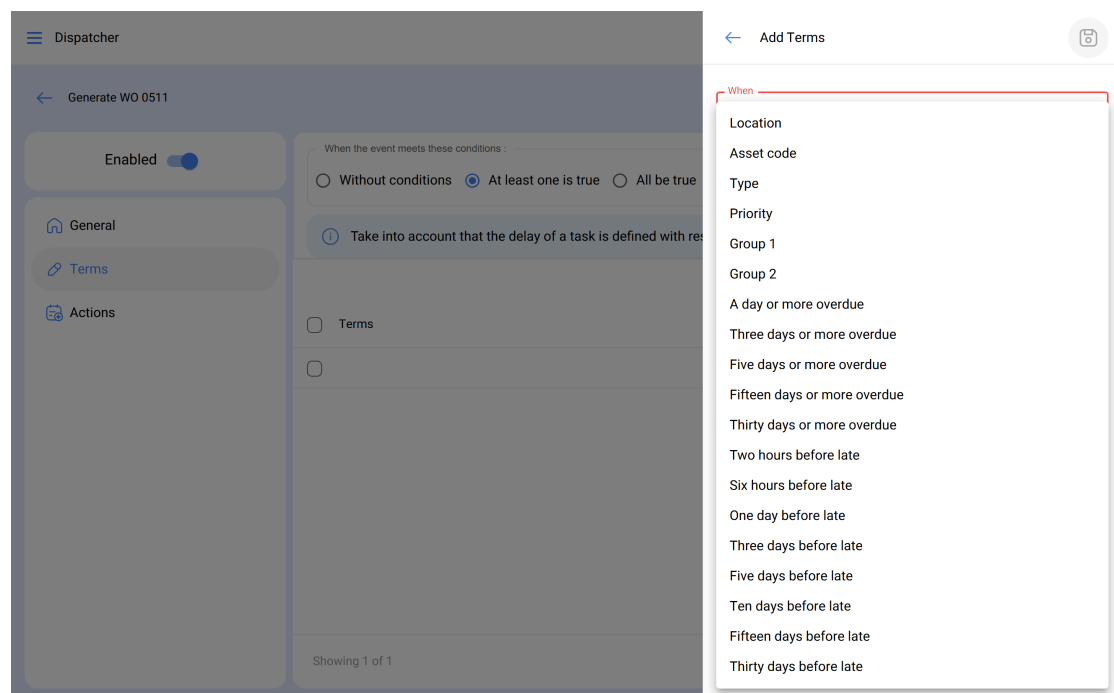 Dispatcher
Generate WO 0511
Enabled
General
Terms
Actions
When the event meets these conditions :
Without conditions
At least one is true
All be true
Take into account that the delay of a task is defined with
Terms
Showing 1 of 1
Add Terms
When
Location
Asset code
Type
Priority
Group 1
Group 2
A day or more overdue
Three days or more overdue
Five days or more overdue
Fifteen days or more overdue
Thirty days or more overdue
Two hours before late
Six hours before late
One day before late
Three days before late
Five days before late
Ten days before late
Fifteen days before late
Thirty days before late